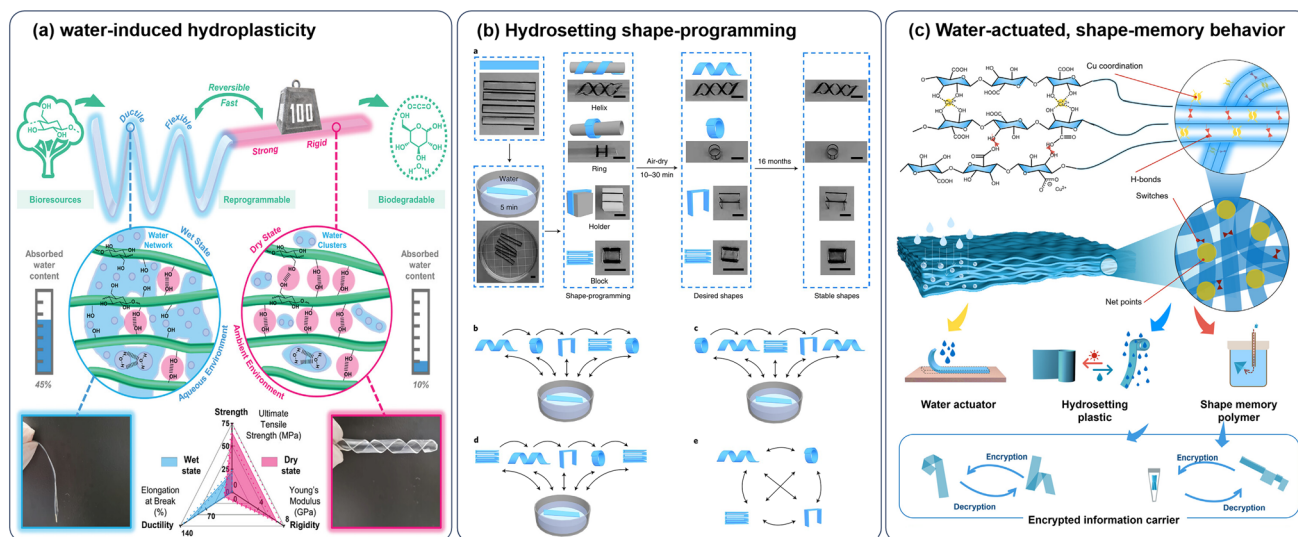 (a) water-induced hydroplasticity
Reversible
Fast
100
Ductile
Flexible
Strong
Rigid
O=C=O
Bioresources
Reprogrammable
Biodegradable
Absorbed
water
content
45%
Water
Network
Wet State
Aqueous Environment
Dry State
Water
Clusters
Ambient Environment
Absorbed
water
content
10%
Strength
75
50
25
0
Ultimate
Tensile
Strength (MPa)
Wet
state
Dry
state
Elongation
at Break
(%)
Ductility
140
70
0
0
4
8
Young's
Modulus
(GPa)
Rigidity
(b) Hydrosetting shape-programming
a
Water
5 min
Helix
Ring
Holder
Block
Shape-programming
Air-dry
10–30 min
Desired shapes
16 months
Stable shapes
b
c
d
e
(c) Water-actuated, shape-memory behavior
Cu coordination
H-bonds
Switches
Net points
Cu²⁺
Water actuator
Hydrosetting
plastic
Shape memory
polymer
Encryption
Decryption
Encryption
Decryption
Encrypted information carrier